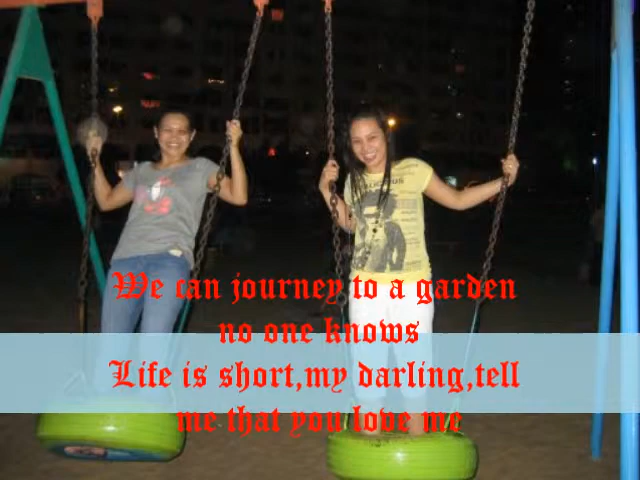 We can journey to a garden
no one knows
Life is short,my darling,tell
me that you love me